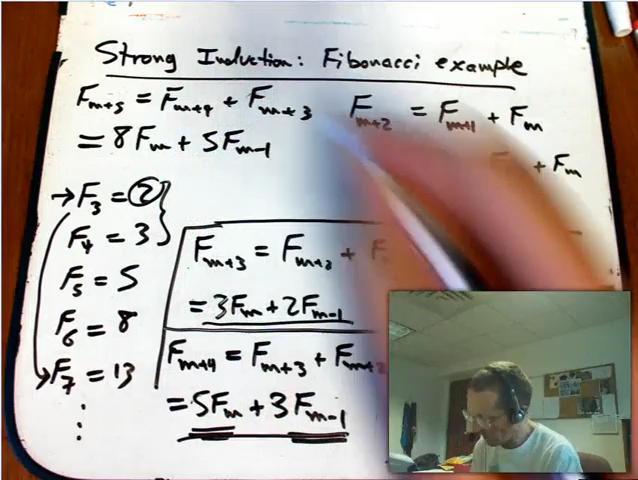 Strong Induction: Fibonacci example
Fm+5 = Fm+4 + Fm+3
= 8Fm + 5Fm-1
Fm+2 = Fm+1 + Fm
+ Fm
→ F3 = 2
F4 = 3
F5 = 5
F6 = 8
→ F7 = 13
⋮
Fm+3 = Fm+2 +
= 3Fm + 2Fm-1
Fm+4 = Fm+3 + Fm+2
= 5Fm + 3Fm-1